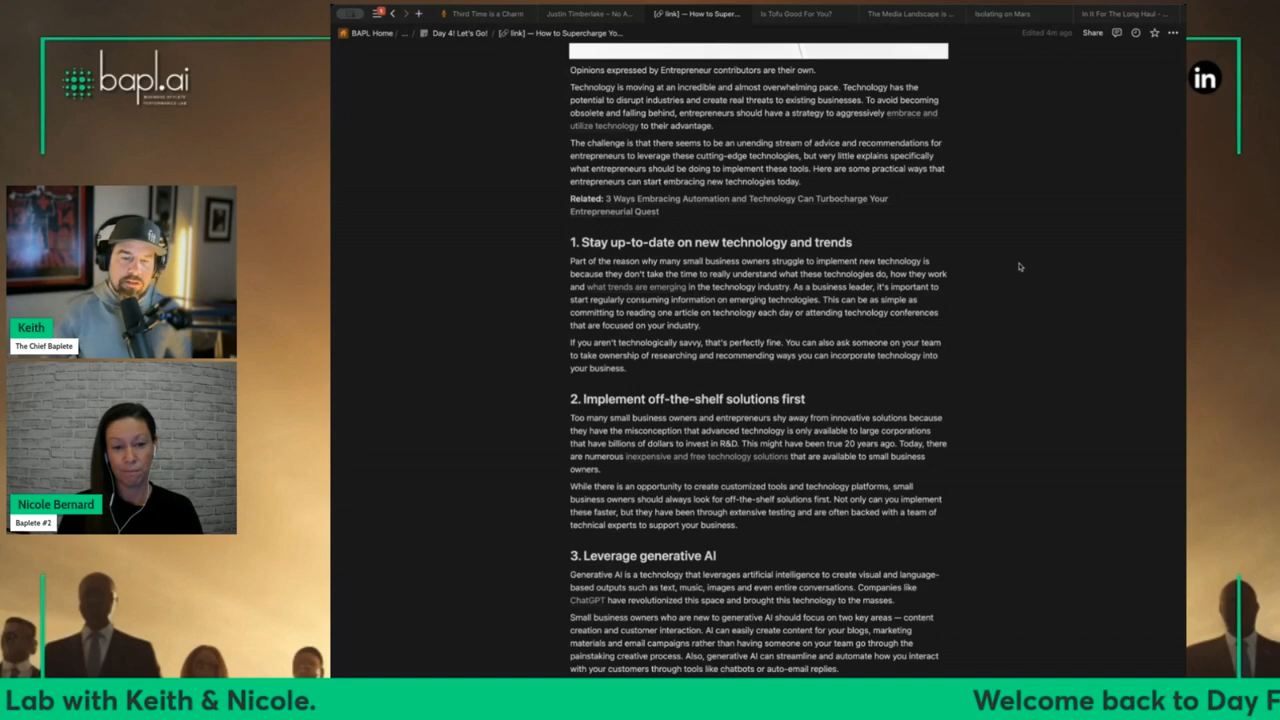 Third Time is a Charm
Justin Timberlake – No A...
[🔗 link] — How to Super...
Is Tofu Good For You?
The Media Landscape is ...
Isolating on Mars
In It For The Long Haul - ...
BAPL Home / ... / Day 4! Let's Go! / [🔗 link] — How to Supercharge Yo...
Edited 4m ago
Share
bapl.ai
in
Opinions expressed by Entrepreneur contributors are their own.
Technology is moving at an incredible and almost overwhelming pace. Technology has the
potential to disrupt industries and create real threats to existing businesses. To avoid becoming
obsolete and falling behind, entrepreneurs should have a strategy to aggressively embrace and
utilize technology to their advantage.
The challenge is that there seems to be an unending stream of advice and recommendations for
entrepreneurs to leverage these cutting-edge technologies, but very little explains specifically
what entrepreneurs should be doing to implement these tools. Here are some practical ways that
entrepreneurs can start embracing new technologies today.
Related: 3 Ways Embracing Automation and Technology Can Turbocharge Your
Entrepreneurial Quest
1. Stay up-to-date on new technology and trends
Part of the reason why many small business owners struggle to implement new technology is
because they don't take the time to really understand what these technologies do, how they work
and what trends are emerging in the technology industry. As a business leader, it's important to
start regularly consuming information on emerging technologies. This can be as simple as
committing to reading one article on technology each day or attending technology conferences
that are focused on your industry.
If you aren't technologically savvy, that's perfectly fine. You can also ask someone on your team
to take ownership of researching and recommending ways you can incorporate technology into
your business.
2. Implement off-the-shelf solutions first
Too many small business owners and entrepreneurs shy away from innovative solutions because
they have the misconception that advanced technology is only available to large corporations
that have billions of dollars to invest in R&D. This might have been true 20 years ago. Today, there
are numerous inexpensive and free technology solutions that are available to small business
owners.
While there is an opportunity to create customized tools and technology platforms, small
business owners should always look for off-the-shelf solutions first. Not only can you implement
these faster, but they have been through extensive testing and are often backed with a team of
technical experts to support your business.
3. Leverage generative AI
Generative AI is a technology that leverages artificial intelligence to create visual and language-
based outputs such as text, music, images and even entire conversations. Companies like
ChatGPT have revolutionized this space and brought this technology to the masses.
Small business owners who are new to generative AI should focus on two key areas — content
creation and customer interaction. AI can easily create content for your blogs, marketing
materials and email campaigns rather than having someone on your team go through the
painstaking creative process. Also, generative AI can streamline and automate how you interact
with your customers through tools like chatbots or auto-email replies.
Keith
The Chief Baplete
Nicole Bernard
Baplete #2
Lab with Keith & Nicole.
Welcome back to Day F